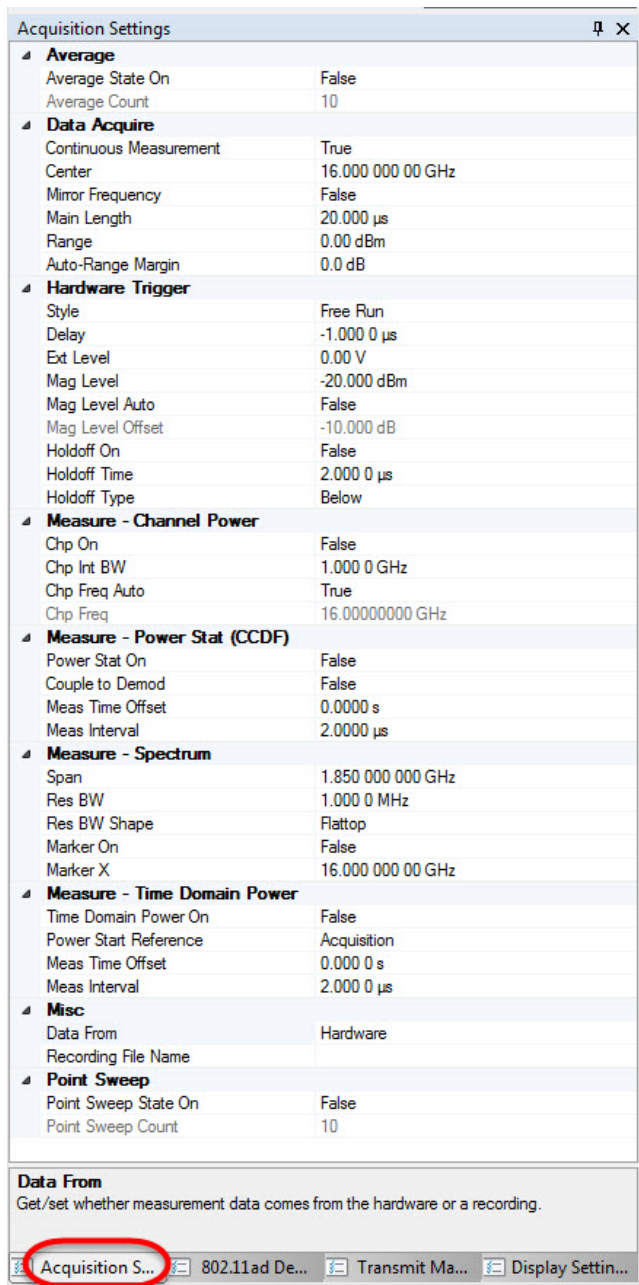 Acquisition Settings
Average
Average State On False
Average Count 10
Data Acquire
Continuous Measurement True
Center 16.000 000 00 GHz
Mirror Frequency False
Main Length 20.000 µs
Range 0.00 dBm
Auto-Range Margin 0.0 dB
Hardware Trigger
Style Free Run
Delay -1.000 0 µs
Ext Level 0.00 V
Mag Level -20.000 dBm
Mag Level Auto False
Mag Level Offset -10.000 dB
Holdoff On False
Holdoff Time 2.000 0 µs
Holdoff Type Below
Measure - Channel Power
Chp On False
Chp Int BW 1.000 0 GHz
Chp Freq Auto True
Chp Freq 16.00000000 GHz
Measure - Power Stat (CCDF)
Power Stat On False
Couple to Demod False
Meas Time Offset 0.0000 s
Meas Interval 2.0000 µs
Measure - Spectrum
Span 1.850 000 000 GHz
Res BW 1.000 0 MHz
Res BW Shape Flattop
Marker On False
Marker X 16.000 000 00 GHz
Measure - Time Domain Power
Time Domain Power On False
Power Start Reference Acquisition
Meas Time Offset 0.000 0 s
Meas Interval 2.000 0 µs
Misc
Data From Hardware
Recording File Name
Point Sweep
Point Sweep State On False
Point Sweep Count 10
Data From
Get/set whether measurement data comes from the hardware or a recording.
Acquisition S... 802.11ad De... Transmit Ma... Display Settin...